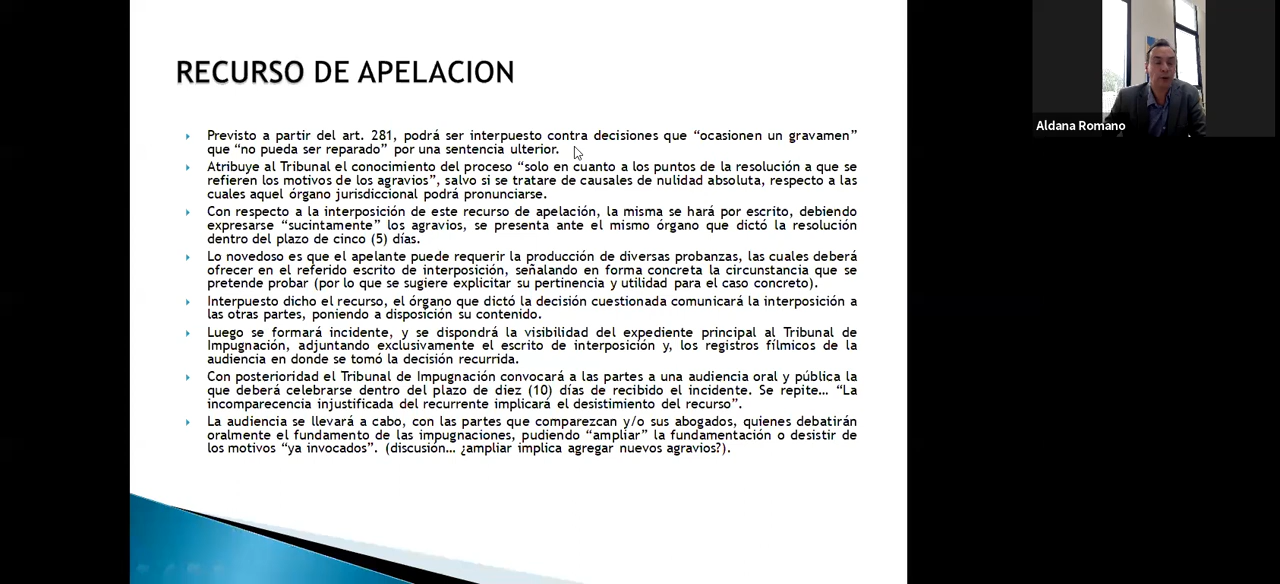 RECURSO DE APELACION
Previsto a partir del art. 281, podrá ser interpuesto contra decisiones que “ocasionen un gravamen”
que “no pueda ser reparado” por una sentencia ulterior.
Atribuye al Tribunal el conocimiento del proceso “solo en cuanto a los puntos de la resolución a que se
refieren los motivos de los agravios”, salvo si se tratare de causales de nulidad absoluta, respecto a las
cuales aquel órgano jurisdiccional podrá pronunciarse.
Con respecto a la interposición de este recurso de apelación, la misma se hará por escrito, debiendo
expresarse “sucintamente” los agravios, se presenta ante el mismo órgano que dictó la resolución
dentro del plazo de cinco (5) días.
Lo novedoso es que el apelante puede requerir la producción de diversas probanzas, las cuales deberá
ofrecer en el referido escrito de interposición, señalando en forma concreta la circunstancia que se
pretende probar (por lo que se sugiere explicitar su pertinencia y utilidad para el caso concreto).
Interpuesto dicho el recurso, el órgano que dictó la decisión cuestionada comunicará la interposición a
las otras partes, poniendo a disposición su contenido.
Luego se formará incidente, y se dispondrá la visibilidad del expediente principal al Tribunal de
Impugnación, adjuntando exclusivamente el escrito de interposición y, los registros fílmicos de la
audiencia en donde se tomó la decisión recurrida.
Con posterioridad el Tribunal de Impugnación convocará a las partes a una audiencia oral y pública la
que deberá celebrarse dentro del plazo de diez (10) días de recibido el incidente. Se repite… “La
incomparecencia injustificada del recurrente implicará el desistimiento del recurso”.
La audiencia se llevará a cabo, con las partes que comparezcan y/o sus abogados, quienes debatirán
oralmente el fundamento de las impugnaciones, pudiendo “ampliar” la fundamentación o desistir de
los motivos “ya invocados”. (discusión… ¿ampliar implica agregar nuevos agravios?).
Aldana Romano